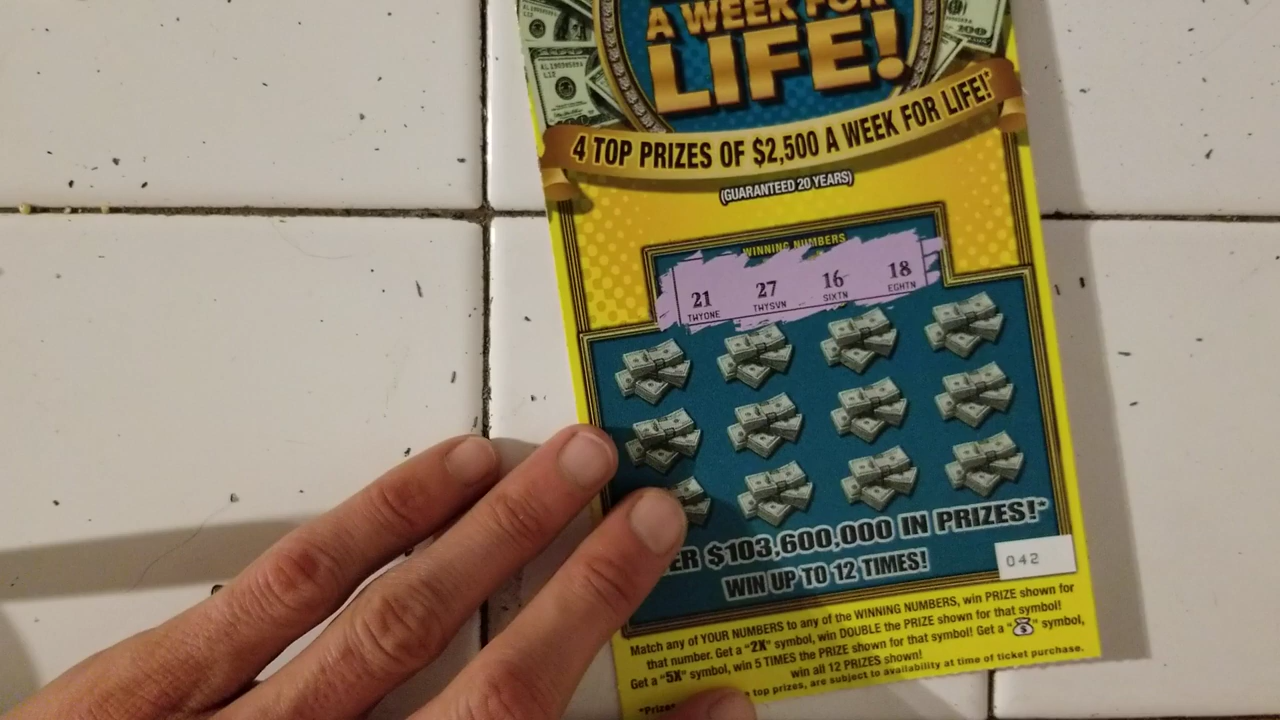 A WEEK FOR
LIFE!
100
4 TOP PRIZES OF $2,500 A WEEK FOR LIFE!*
(GUARANTEED 20 YEARS)
WINNING NUMBERS
21 27 16 18
TWYONE TWYSVN SIXTN EGHTN
ER $103,600,000 IN PRIZES!*
WIN UP TO 12 TIMES!
042
Match any of YOUR NUMBERS to any of the WINNING NUMBERS, win PRIZE shown for
that number. Get a "2X" symbol, win DOUBLE the PRIZE shown for that symbol!
Get a "5X" symbol, win 5 TIMES the PRIZE shown for that symbol! Get a " " symbol,
win all 12 PRIZES shown!
*Prizes top prizes, are subject to availability at time of ticket purchase.